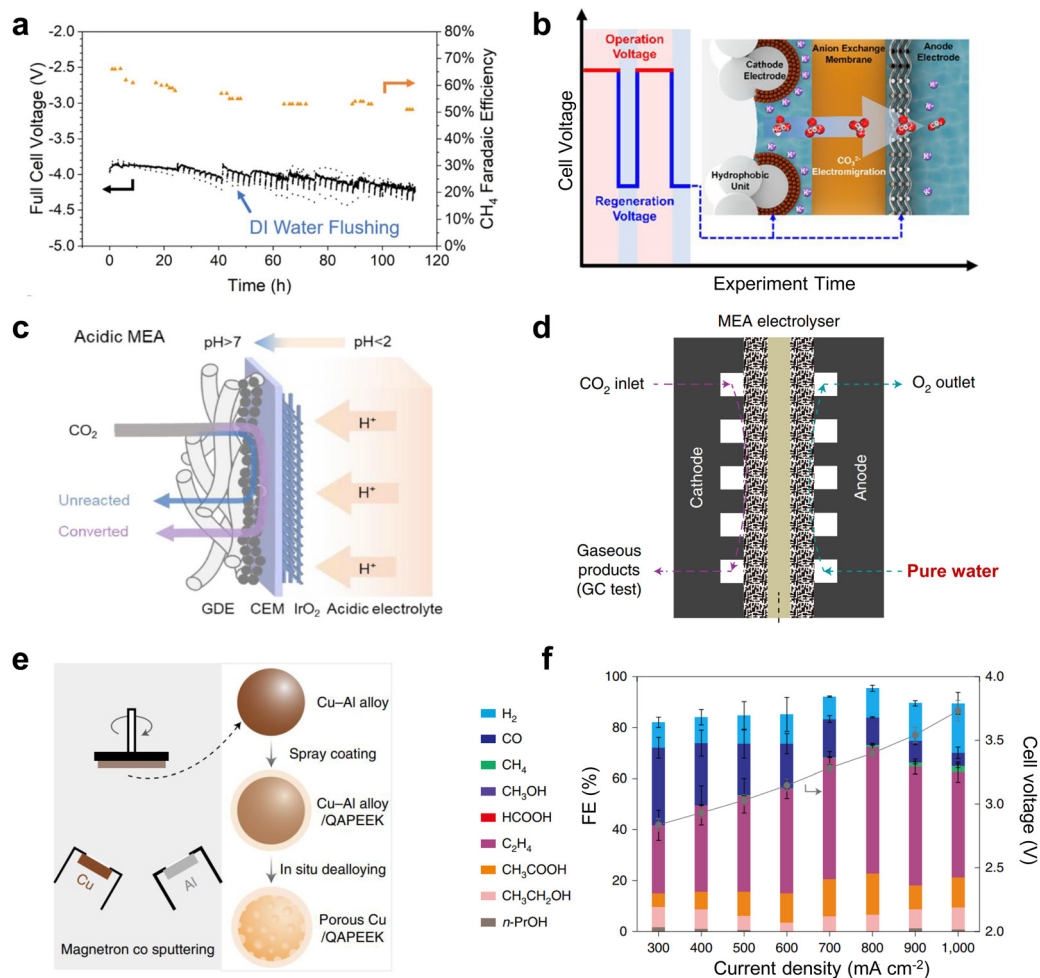 a
-2.0
-2.5
-3.0
-3.5
-4.0
-4.5
-5.0
Full Cell Voltage (V)
80%
70%
60%
50%
40%
30%
20%
10%
0%
CH₄ Faradaic Efficiency
DI Water Flushing
0 20 40 60 80 100 120
Time (h)
b
Operation
Voltage
Regeneration
Voltage
Cell Voltage
Experiment Time
Cathode
Electrode
Anion Exchange
Membrane
Anode
Electrode
Hydrophobic
Unit
CO₃²⁻
Electromigration
K⁺
c
Acidic MEA
pH>7
pH<2
CO₂
Unreacted
Converted
H⁺
H⁺
H⁺
GDE CEM IrO₂ Acidic electrolyte
d
MEA electrolyser
CO₂ inlet
O₂ outlet
Cathode
Anode
Gaseous
products
(GC test)
Pure water
e
Cu
Al
Magnetron co sputtering
Cu–Al alloy
Spray coating
Cu–Al alloy
/QAPEEK
In situ dealloying
Porous Cu
/QAPEEK
f
H₂
CO
CH₄
CH₃OH
HCOOH
C₂H₄
CH₃COOH
CH₃CH₂OH
n-PrOH
FE (%)
100
80
60
40
20
0
4.0
3.5
3.0
2.5
2.0
Cell voltage (V)
300 400 500 600 700 800 900 1,000
Current density (mA cm⁻²)